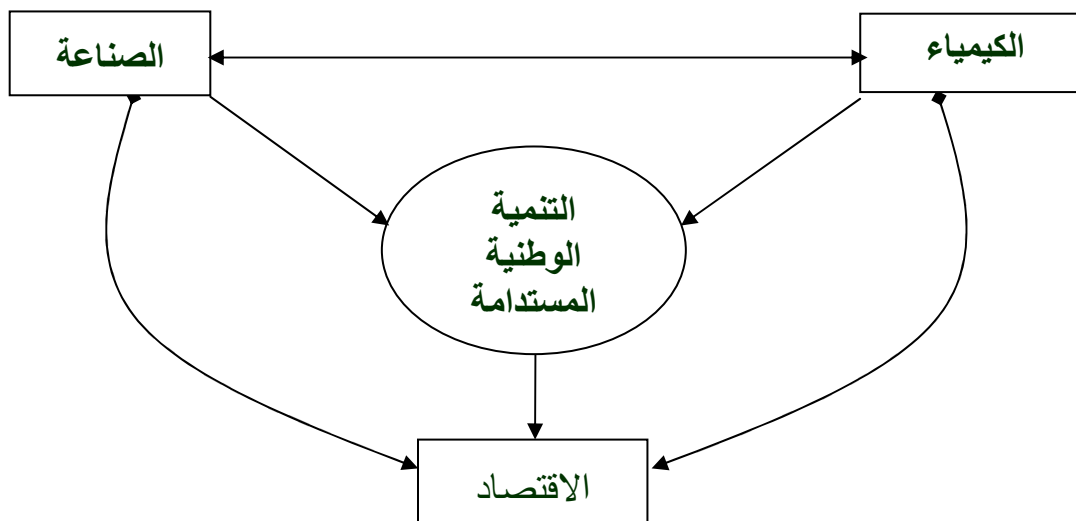 الكيمياء
الصناعة
التنمية
الوطنية
المستدامة
الاقتصاد